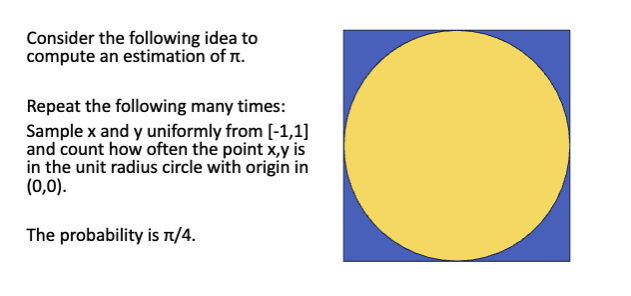 Consider the following idea to
compute an estimation of π.
Repeat the following many times:
Sample x and y uniformly from [-1,1]
and count how often the point x,y is
in the unit radius circle with origin in
(0,0).
The probability is π/4.